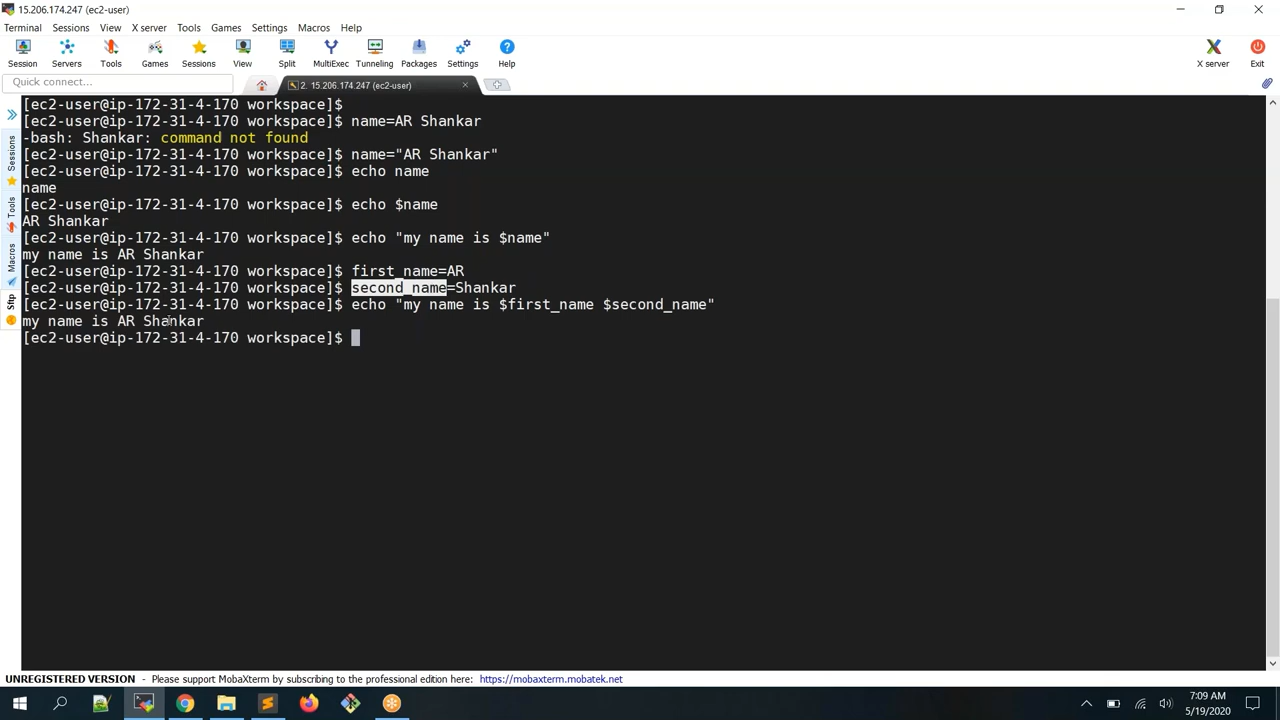 15.206.174.247 (ec2-user)
Terminal Sessions View X server Tools Games Settings Macros Help
Session Servers Tools Games Sessions View Split MultiExec Tunneling Packages Settings Help X server Exit
Quick connect...
2. 15.206.174.247 (ec2-user)
Sessions
Tools
Macros
Sftp
[ec2-user@ip-172-31-4-170 workspace]$
[ec2-user@ip-172-31-4-170 workspace]$ name=AR Shankar
-bash: Shankar: command not found
[ec2-user@ip-172-31-4-170 workspace]$ name="AR Shankar"
[ec2-user@ip-172-31-4-170 workspace]$ echo name
name
[ec2-user@ip-172-31-4-170 workspace]$ echo $name
AR Shankar
[ec2-user@ip-172-31-4-170 workspace]$ echo "my name is $name"
my name is AR Shankar
[ec2-user@ip-172-31-4-170 workspace]$ first_name=AR
[ec2-user@ip-172-31-4-170 workspace]$ second_name=Shankar
[ec2-user@ip-172-31-4-170 workspace]$ echo "my name is $first_name $second_name"
my name is AR Shankar
[ec2-user@ip-172-31-4-170 workspace]$
UNREGISTERED VERSION - Please support MobaXterm by subscribing to the professional edition here: https://mobaxterm.mobatek.net
7:09 AM
5/19/2020